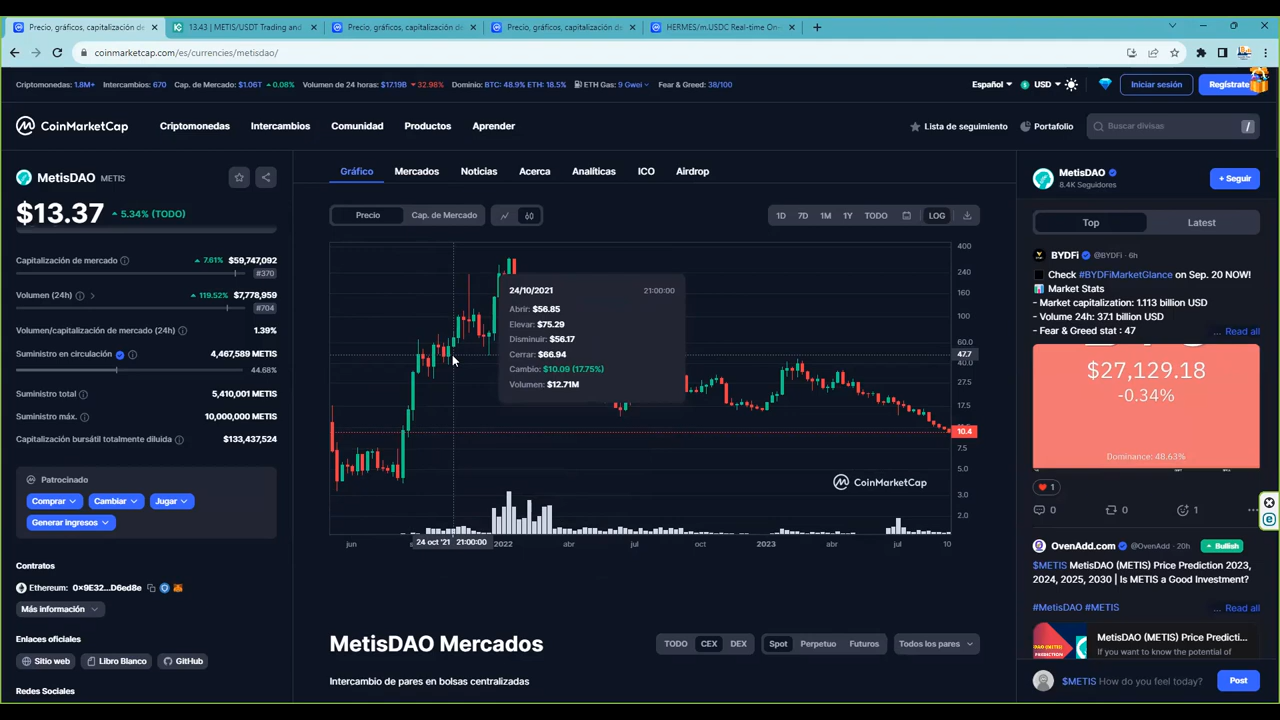 Precio, gráficos, capitalización de
13.43 | METIS/USDT Trading and
Precio, gráficos, capitalización de
Precio, gráficos, capitalización de
HERMES/m.USDC Real-time On-
coinmarketcap.com/es/currencies/metisdao/
Criptomonedas: 1.8M+ Intercambios: 670 Cap. de Mercado: $1.06T 0.08% Volumen de 24 horas: $17.19B 32.98% Dominio: BTC: 48.9% ETH: 18.5% ETH Gas: 9 Gwei Fear & Greed: 38/100
Español USD Iniciar sesión Regístrate
CoinMarketCap Criptomonedas Intercambios Comunidad Productos Aprender
Lista de seguimiento Portafolio Buscar divisas /
MetisDAO METIS
$13.37 5.34% (TODO)
Capitalización de mercado 7.61% $59,747,092
#370
Volumen (24h) 119.52% $7,778,959
#704
Volumen/capitalización de mercado (24h) 1.39%
Suministro en circulación 4,467,589 METIS
44.68%
Suministro total 5,410,001 METIS
Suministro máx. 10,000,000 METIS
Capitalización bursátil totalmente diluida $133,437,524
Patrocinado
Comprar Cambiar Jugar
Generar ingresos
Contratos
Ethereum: 0x9E32...D6ed8e
Más información
Enlaces oficiales
Sitio web Libro Blanco GitHub
Redes Sociales
Gráfico Mercados Noticias Acerca Analíticas ICO Airdrop
Precio Cap. de Mercado
1D 7D 1M 1Y TODO LOG
400
240
160
100
60.0
47.7
40.0
27.5
17.5
10.4
7.5
5.0
3.0
2.0
24/10/2021 21:00:00
Abrir: $56.85
Elevar: $75.29
Disminuir: $56.17
Cerrar: $66.94
Cambio: $10.09 (17.75%)
Volumen: $12.71M
CoinMarketCap
24 oct '21 21:00:00
jun 2022 abr jul oct 2023 abr jul 10
MetisDAO Mercados
TODO CEX DEX Spot Perpetuo Futuros Todos los pares
Intercambio de pares en bolsas centralizadas
MetisDAO
8.4K Seguidores
+ Seguir
Top Latest
BYDFi @BYDFi · 6h
Check #BYDFiMarketGlance on Sep. 20 NOW!
Market Stats
- Market capitalization: 1.113 billion USD
- Volume 24h: 37.1 billion USD
- Fear & Greed stat : 47 ... Read all
$27,129.18
-0.34%
Dominance: 48.63%
1
0 0 1
OvenAdd.com @OvenAdd · 20h Bullish
$METIS MetisDAO (METIS) Price Prediction 2023,
2024, 2025, 2030 | Is METIS a Good Investment?
#MetisDAO #METIS ... Read all
MetisDAO (METIS) Price Predicti...
If you want to know the potential of
$METIS How do you feel today? Post